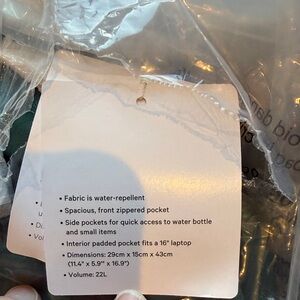 • Fabric is water-repellent
• Spacious, front zippered pocket
• Side pockets for quick access to water bottle
and small items
• Interior padded pocket fits a 16" laptop
• Dimensions: 29cm x 15cm x 43cm
(11.4" x 5.9" x 16.9")
• Volume: 22L